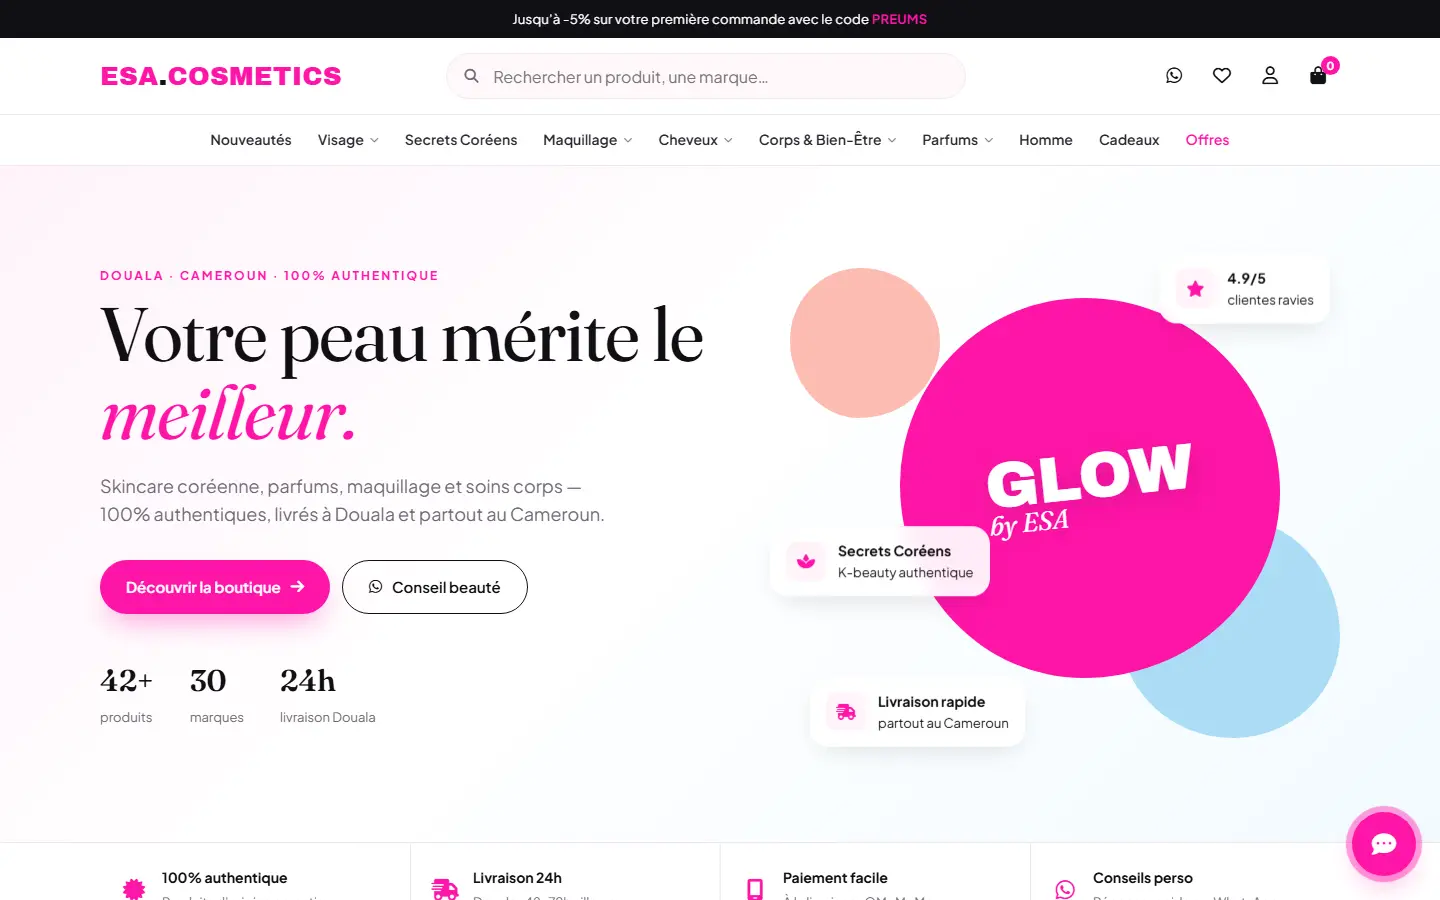 Jusqu'à -5% sur votre première commande avec le code PREUMS
ESA.COSMETICS
Rechercher un produit, une marque...
0
Nouveautés
Visage
Secrets Coréens
Maquillage
Cheveux
Corps & Bien-Être
Parfums
Homme
Cadeaux
Offres
DOUALA · CAMEROUN · 100% AUTHENTIQUE
Votre peau mérite le
meilleur.
Skincare coréenne, parfums, maquillage et soins corps —
100% authentiques, livrés à Douala et partout au Cameroun.
Découvrir la boutique
Conseil beauté
42+
produits
30
marques
24h
livraison Douala
4.9/5
clientes ravies
GLOW
by ESA
Secrets Coréens
K-beauty authentique
Livraison rapide
partout au Cameroun
100% authentique
Livraison 24h
Paiement facile
Conseils perso